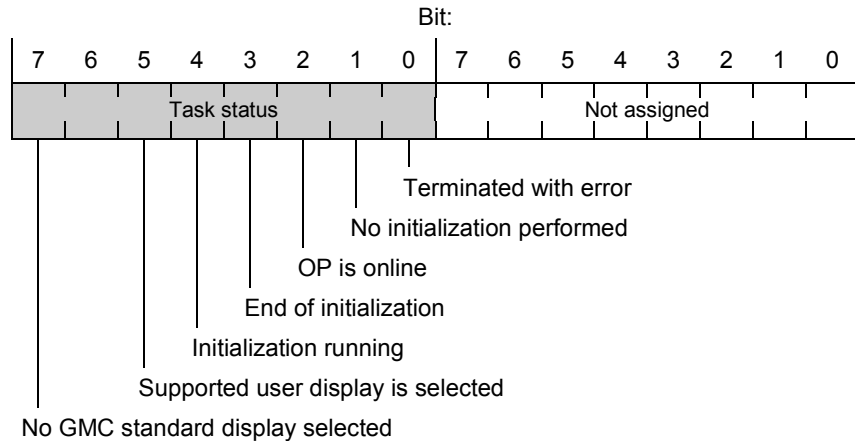 Bit:
7 6 5 4 3 2 1 0 7 6 5 4 3 2 1 0
Task status Not assigned
Terminated with error
No initialization performed
OP is online
End of initialization
Initialization running
Supported user display is selected
No GMC standard display selected